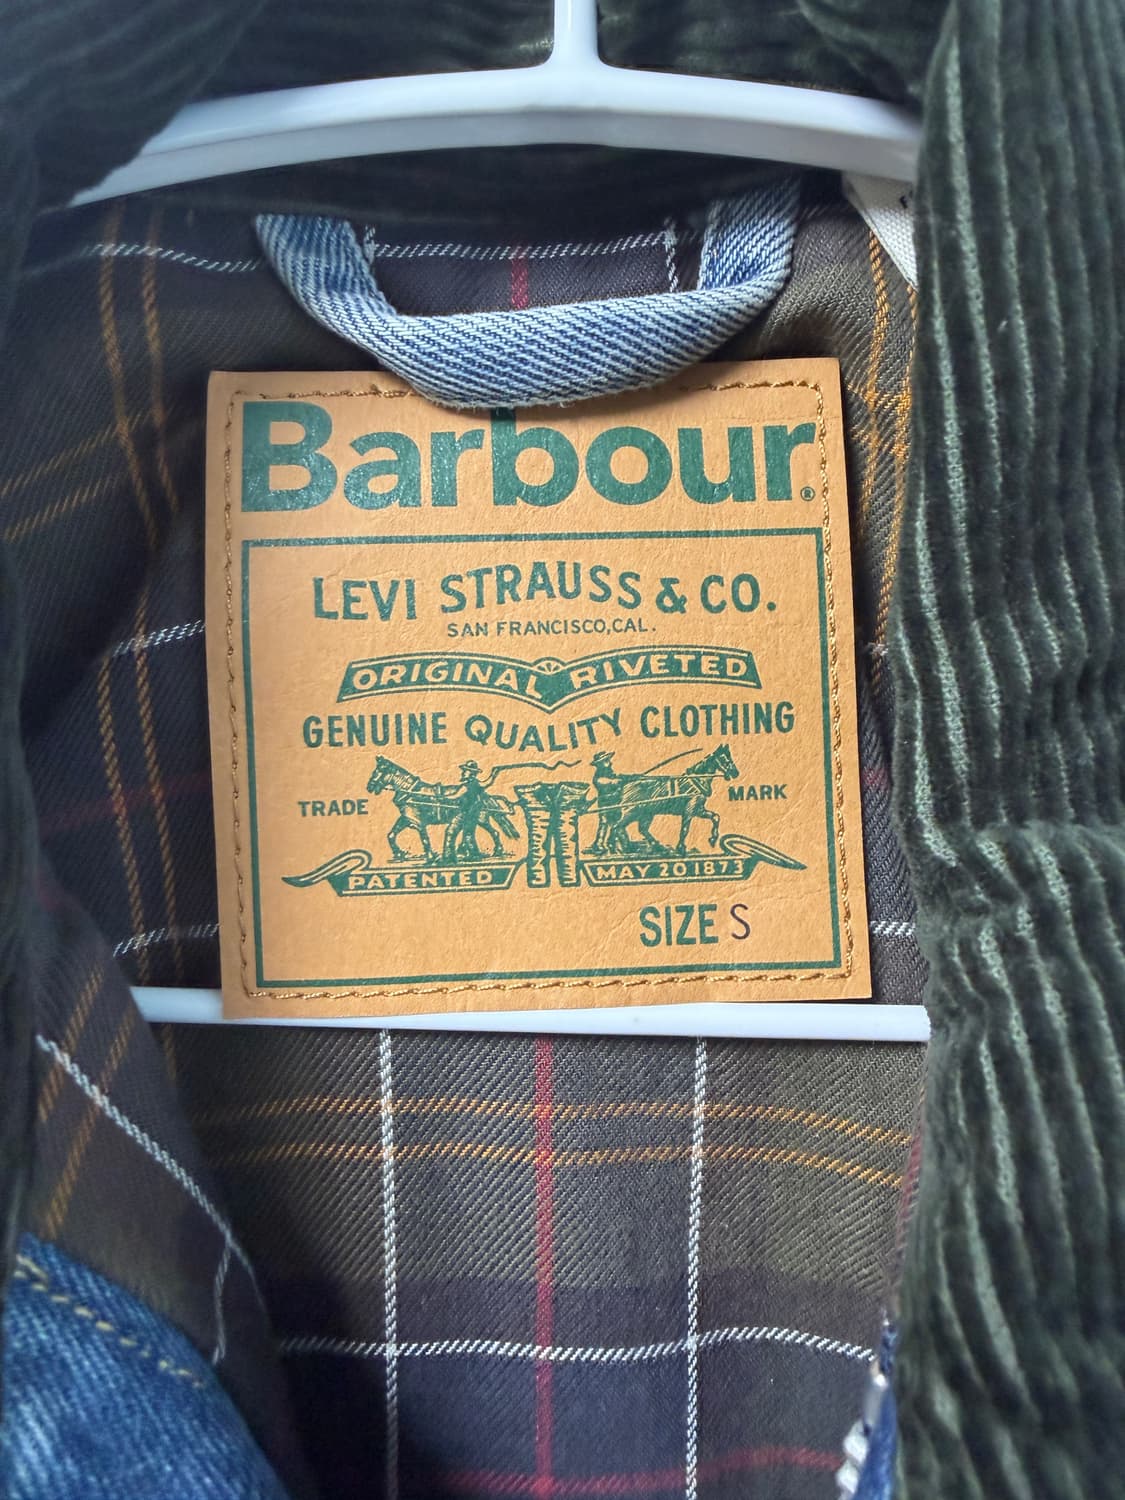 Barbour®
LEVI STRAUSS & CO.
SAN FRANCISCO, CAL.
ORIGINAL RIVETED
GENUINE QUALITY CLOTHING
TRADE MARK
PATENTED MAY 20 1873
SIZE S